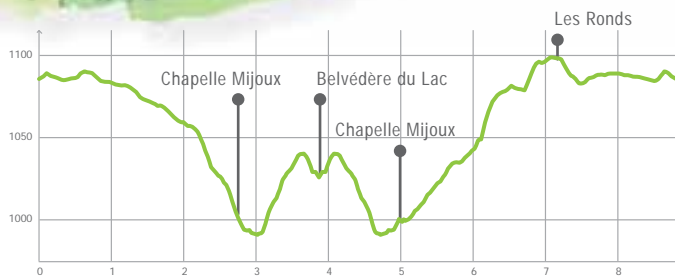 Les Ronds
1100
Chapelle Mijoux
Belvédère du Lac
Chapelle Mijoux
1050
1000
0 1 2 3 4 5 6 7 8